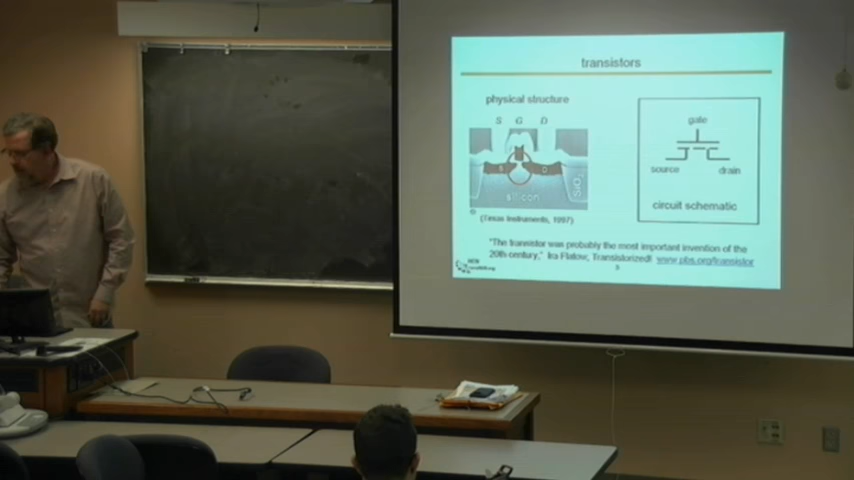 transistors
physical structure
S G D
S D
silicon
SiO2
(Texas Instruments, 1997)
gate
source drain
circuit schematic
"The transistor was probably the most important invention of the
20th century," Ira Flatow, Transistorized! www.pbs.org/transistor